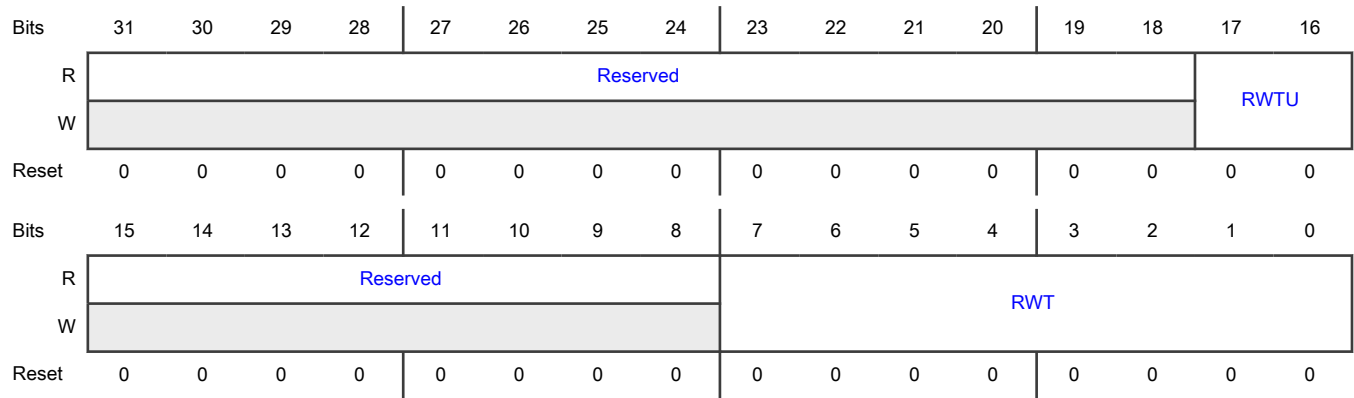 Bits 31 30 29 28 27 26 25 24 23 22 21 20 19 18 17 16
R Reserved RWTU
W
Reset 0 0 0 0 0 0 0 0 0 0 0 0 0 0 0 0
Bits 15 14 13 12 11 10 9 8 7 6 5 4 3 2 1 0
R Reserved RWT
W
Reset 0 0 0 0 0 0 0 0 0 0 0 0 0 0 0 0